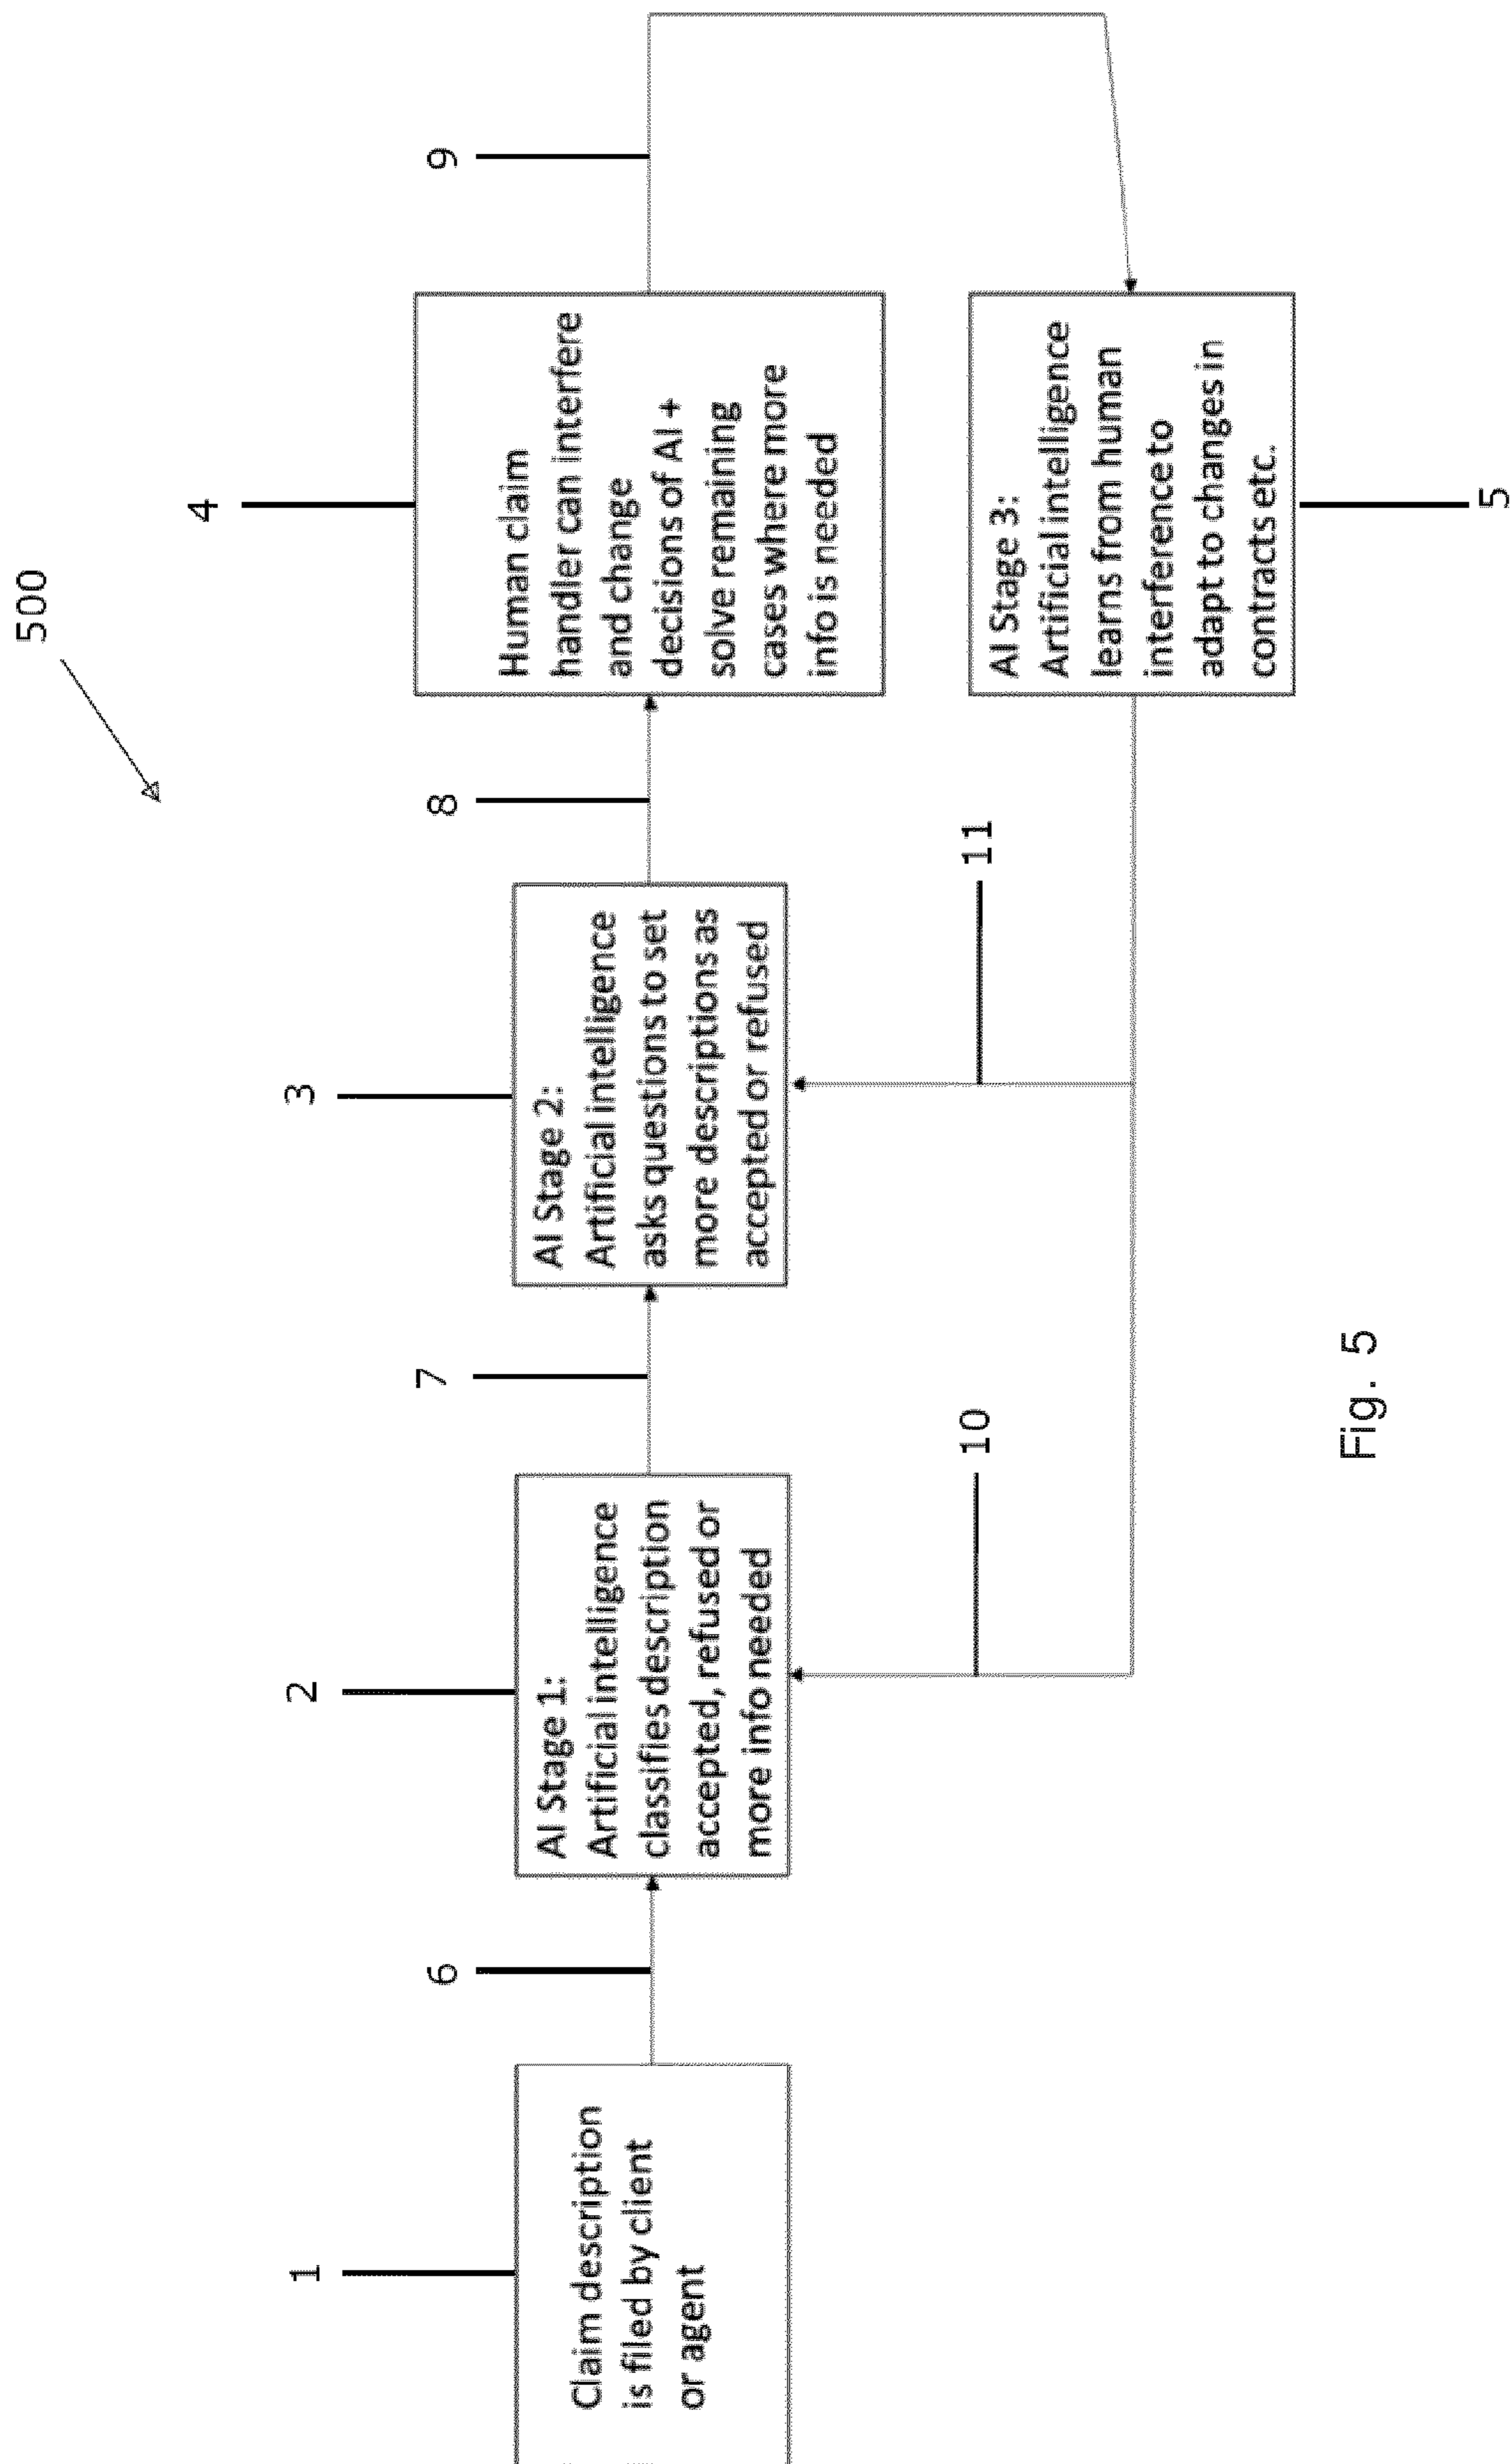 500
1
2
3
4
Claim description
is filed by client
or agent
AI Stage 1:
Artificial intelligence
classifies description
accepted, refused or
more info needed
AI Stage 2:
Artificial intelligence
asks questions to set
more descriptions as
accepted or refused
Human claim
handler can interfere
and change
decisions of AI +
solve remaining
cases where more
info is needed
6
7
8
9
10
11
AI Stage 3:
Artificial intelligence
learns from human
interference to
adapt to changes in
contracts etc.
5
Fig. 5